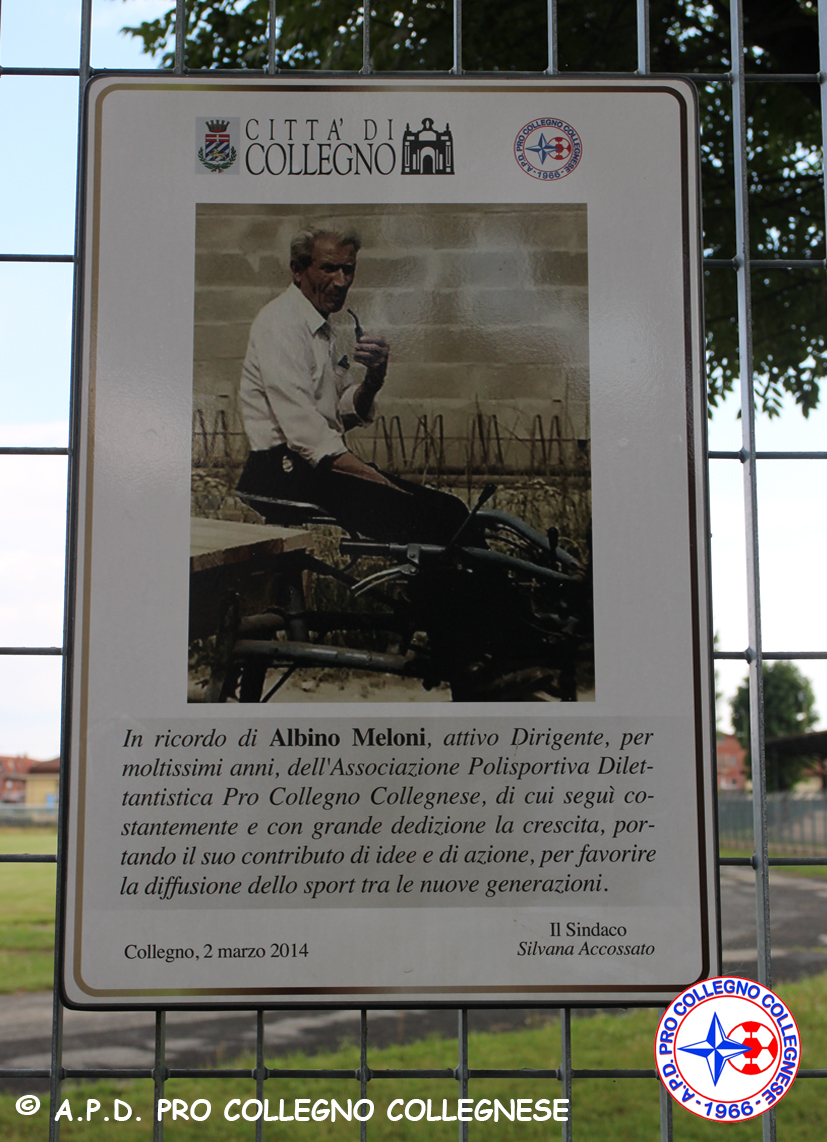 CITTA' DI
COLLEGNO
A.P.D. PRO COLLEGNO COLLEGNESE
- 1966 -
In ricordo di Albino Meloni, attivo Dirigente, per
moltissimi anni, dell'Associazione Polisportiva Dilet-
tantistica Pro Collegno Collegnese, di cui seguì co-
stantemente e con grande dedizione la crescita, por-
tando il suo contributo di idee e di azione, per favorire
la diffusione dello sport tra le nuove generazioni.
Il Sindaco
Collegno, 2 marzo 2014
Silvana Accossato
A.P.D. PRO COLLEGNO COLLEGNESE
- 1966 -
© A.P.D. PRO COLLEGNO COLLEGNESE